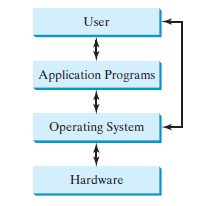 User
Application Programs
Operating System
Hardware